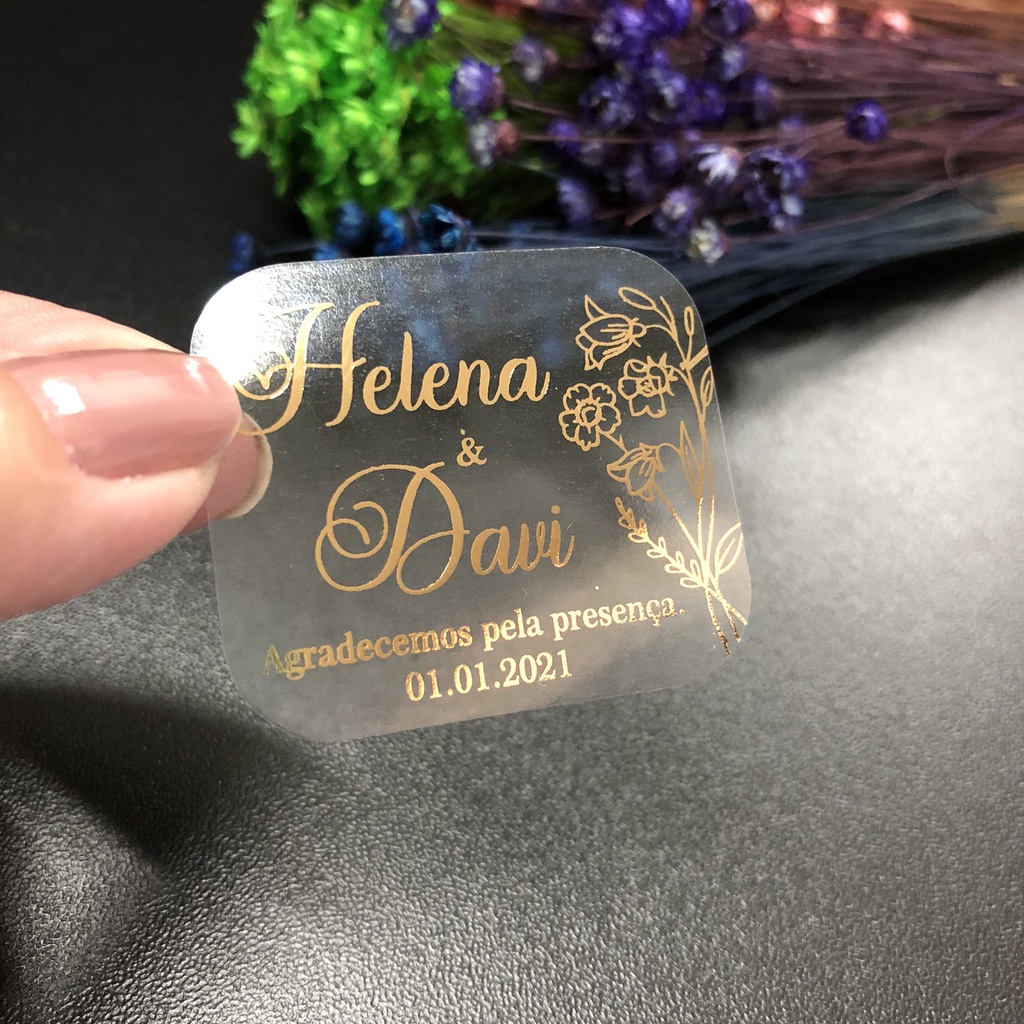 Helena
&
Davi
Agradecemos pela presença.
01.01.2021